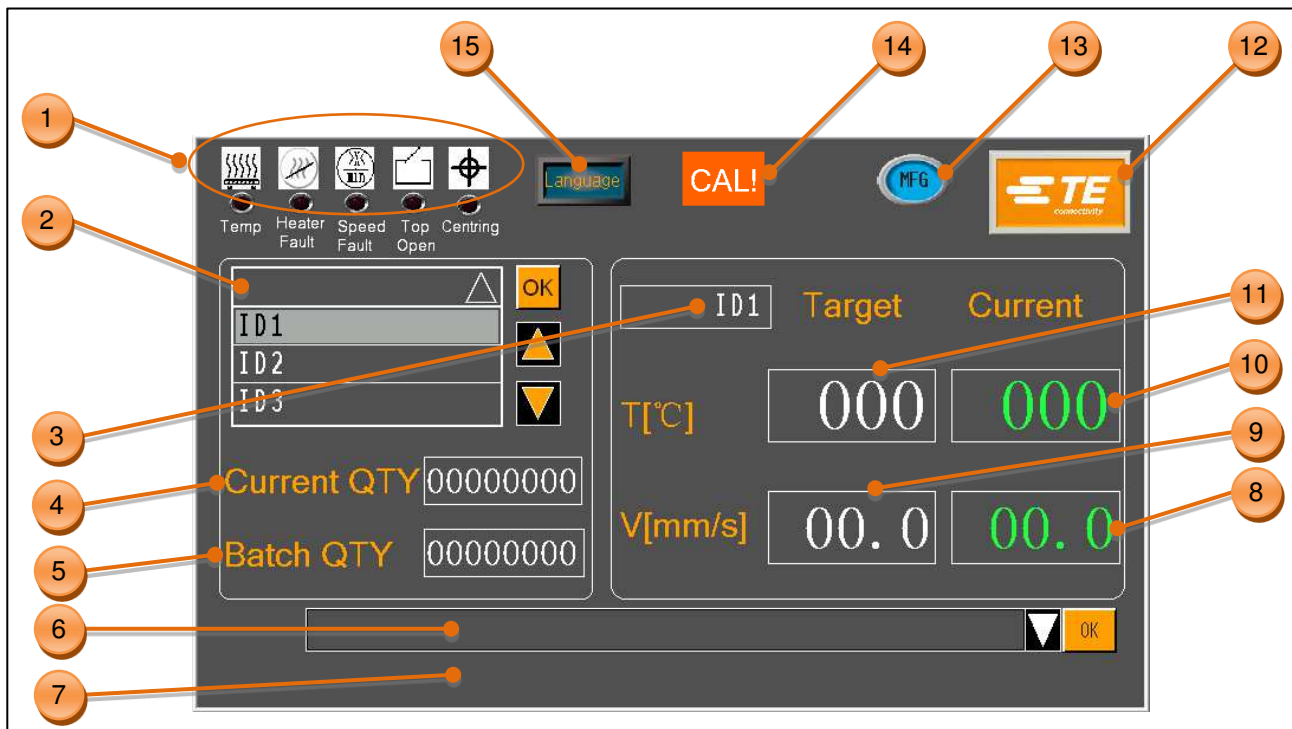 15
14
13
12
1
Language
CAL!
MFG
TE
connectivity
Temp
Heater Fault
Speed Fault
Top Open
Centring
min
2
OK
ID1
ID2
ID3
3
ID1
Target
Current
11
T[℃]
000
000
10
9
4
Current QTY
00000000
V[mm/s]
00.0
00.0
8
5
Batch QTY
00000000
6
OK
7